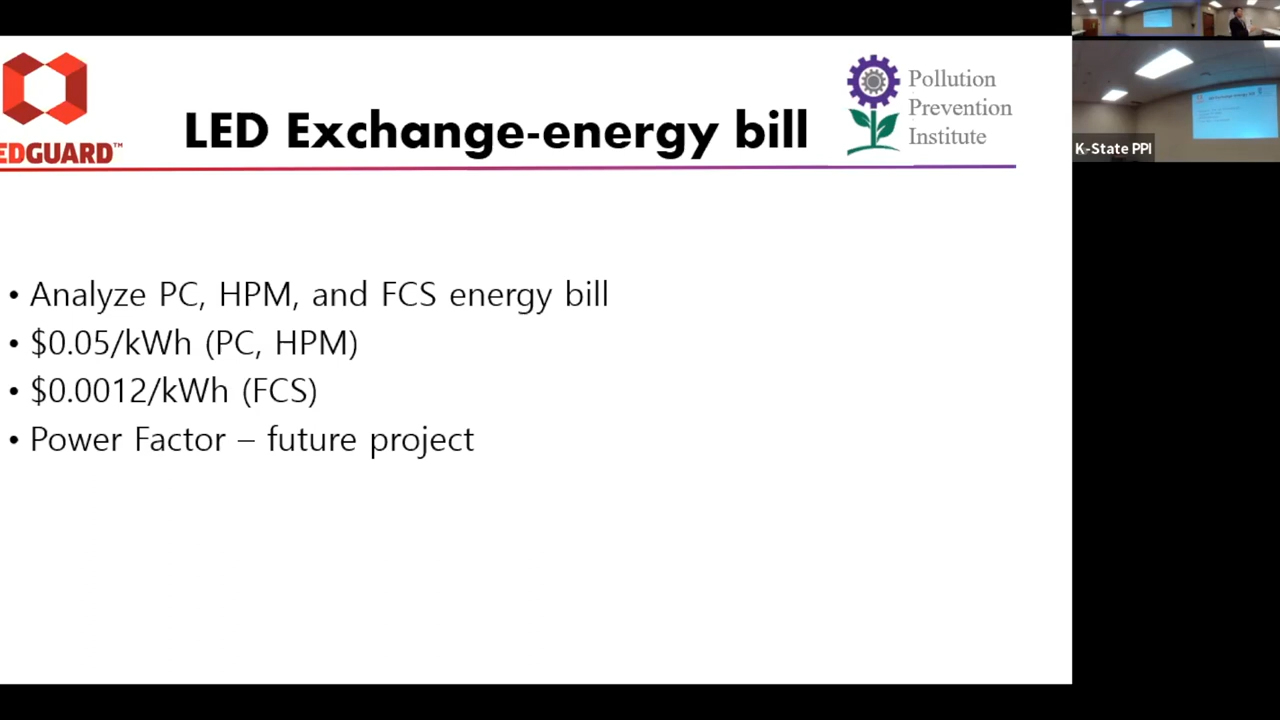 EDGUARD™
LED Exchange-energy bill
Pollution
Prevention
Institute
• Analyze PC, HPM, and FCS energy bill
• $0.05/kWh (PC, HPM)
• $0.0012/kWh (FCS)
• Power Factor – future project
K-State PPI